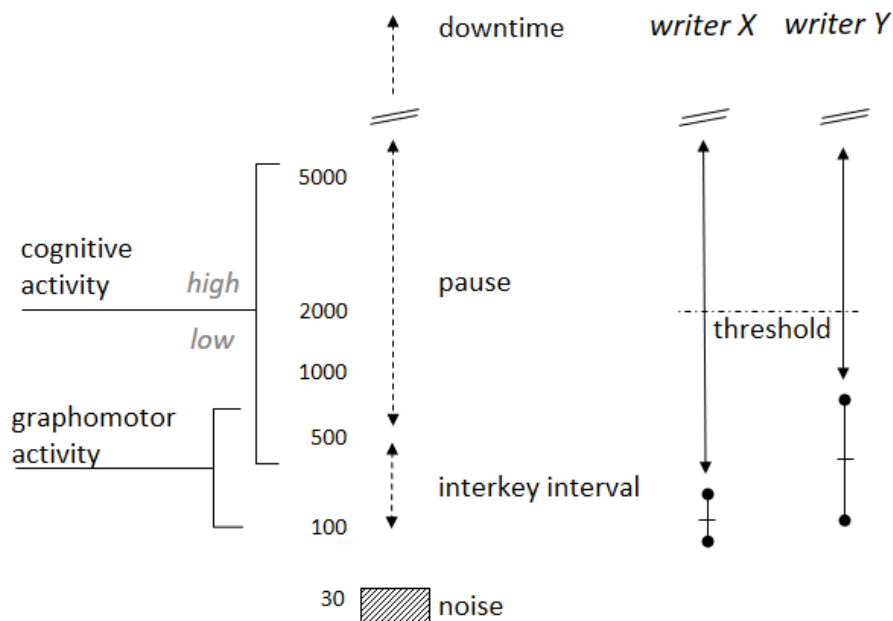 downtime
writer X
writer Y
5000
cognitive
activity
high
pause
2000
low
threshold
1000
graphomotor
activity
500
interkey interval
100
30
noise